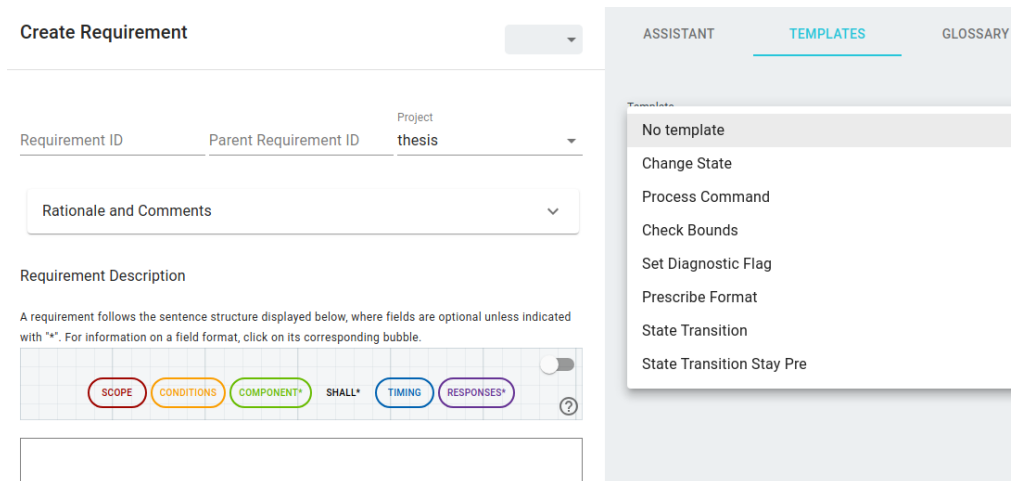 Create Requirement
ASSISTANT TEMPLATES GLOSSARY
Template
Project
Requirement ID Parent Requirement ID thesis
No template
Change State
Process Command
Check Bounds
Set Diagnostic Flag
Prescribe Format
State Transition
State Transition Stay Pre
Rationale and Comments
Requirement Description
A requirement follows the sentence structure displayed below, where fields are optional unless indicated
with "*". For information on a field format, click on its corresponding bubble.
SCOPE CONDITIONS COMPONENT* SHALL* TIMING RESPONSES*
?